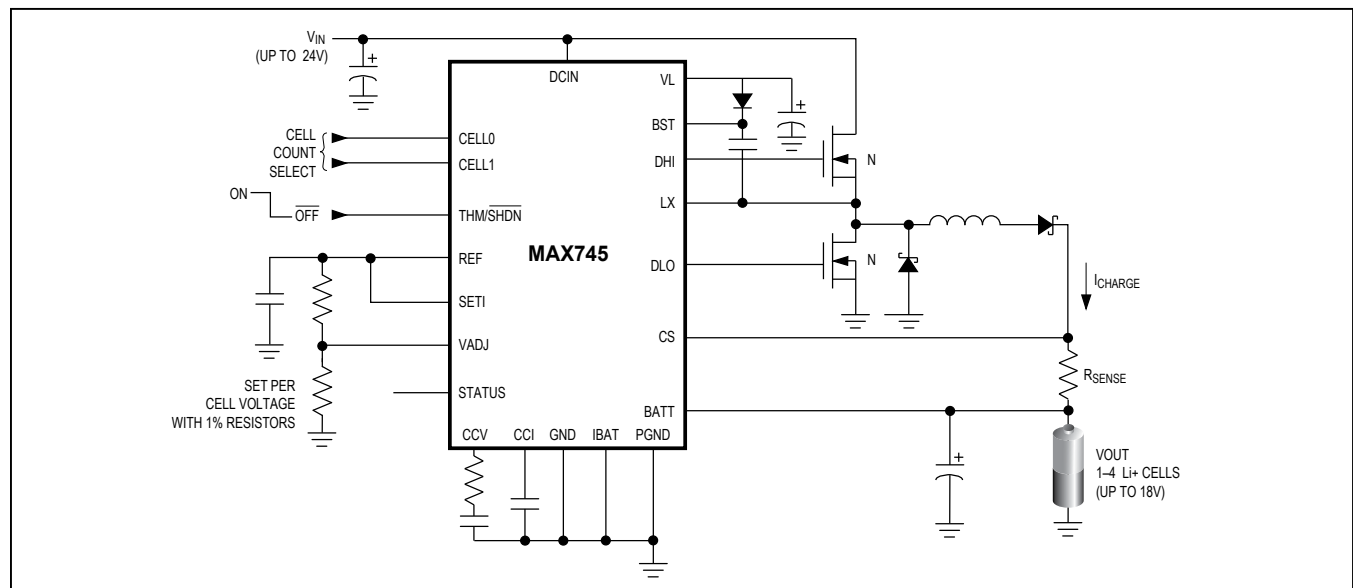 VIN
(UP TO 24V)
DCIN
CELL
COUNT
SELECT
ON
OFF
CELL0
CELL1
THM/SHDN
REF
SETI
VADJ
STATUS
SET PER
CELL VOLTAGE
WITH 1% RESISTORS
MAX745
VL
BST
DHI
LX
DLO
CS
BATT
N
N
ICHARGE
RSENSE
CCV
CCI
GND
IBAT
PGND
VOUT
1–4 Li+ CELLS
(UP TO 18V)
+
+
+